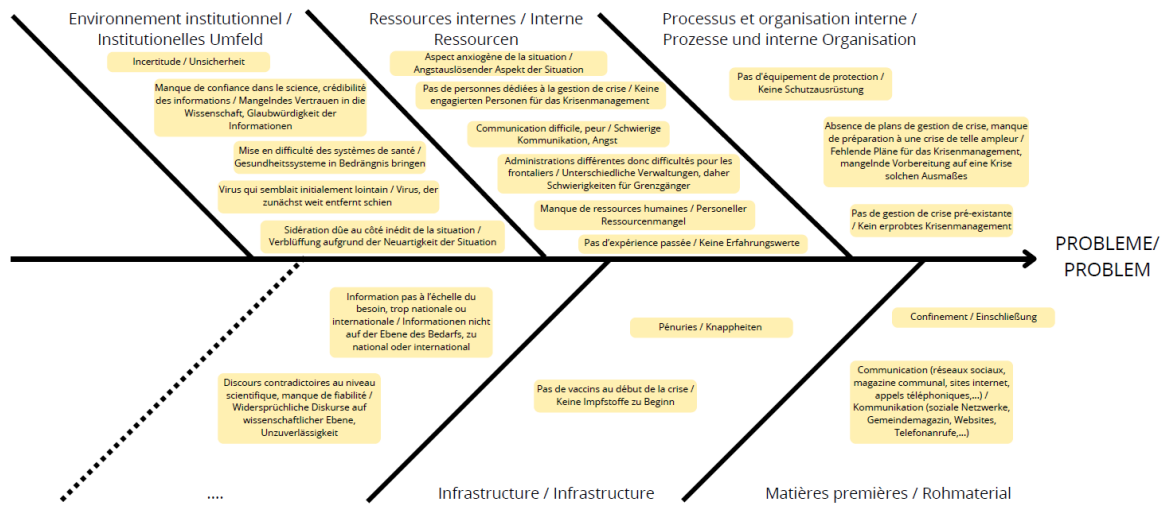 Environnement institutionnel /
Institutionelles Umfeld
Incertitude / Unsicherheit
Manque de confiance dans le science, crédibilité
des informations / Mangelndes Vertrauen in die
Wissenschaft, Glaubwürdigkeit der
Informationen
Mise en difficulté des systèmes de santé /
Gesundheitssysteme in Bedrängnis bringen
Virus qui semblait initialement lointain / Virus, der
zunächst weit entfernt schien
Sidération dûe au côté inédit de la situation /
Verblüffung aufgrund der Neuartigkeit der Situation
Ressources internes / Interne
Ressourcen
Aspect anxiogène de la situation /
Angstauslösender Aspekt der Situation
Pas de personnes dédiées à la gestion de crise / Keine
engagierten Personen für das Krisenmanagement
Communication difficile, peur / Schwierige
Kommunikation, Angst
Administrations différentes donc difficultés pour les
frontaliers / Unterschiedliche Verwaltungen, daher
Schwierigkeiten für Grenzgänger
Manque de ressources humaines / Personeller
Ressourcenmangel
Pas d'expérience passée / Keine Erfahrungswerte
Processus et organisation interne /
Prozesse und interne Organisation
Pas d'équipement de protection /
Keine Schutzausrüstung
Absence de plans de gestion de crise, manque
de préparation à une crise de telle ampleur /
Fehlende Pläne für das Krisenmanagement,
mangelnde Vorbereitung auf eine Krise
solchen Ausmaßes
Pas de gestion de crise pré-existante
/ Kein erprobtes Krisenmanagement
PROBLEME/
PROBLEM
Information pas à l'échelle du
besoin, trop nationale ou
internationale / Informationen nicht
auf der Ebene des Bedarfs, zu
national oder international
Discours contradictoires au niveau
scientifique, manque de fiabilité /
Widersprüchliche Diskurse auf
wissenschaftlicher Ebene,
Unzuverlässigkeit
....
Pénuries / Knappheiten
Pas de vaccins au début de la crise /
Keine Impfstoffe zu Beginn
Infrastructure / Infrastructure
Confinement / Einschließung
Communication (réseaux sociaux,
magazine communal, sites internet,
appels téléphoniques,...) /
Kommunikation (soziale Netzwerke,
Gemeindemagazin, Websites,
Telefonanrufe,...)
Matières premières / Rohmaterial